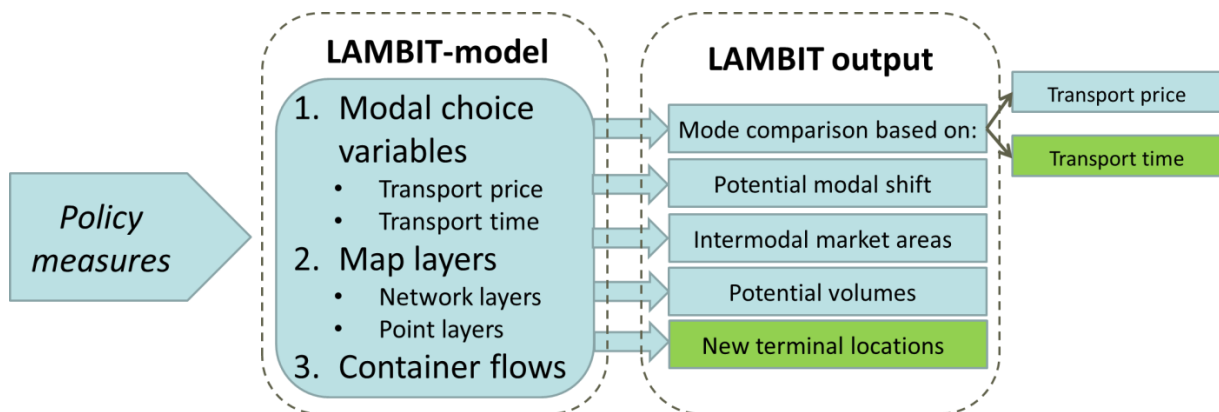 Policy
measures
LAMBIT-model
1. Modal choice
variables
• Transport price
• Transport time
2. Map layers
• Network layers
• Point layers
3. Container flows
LAMBIT output
Mode comparison based on:
Potential modal shift
Intermodal market areas
Potential volumes
New terminal locations
Transport price
Transport time